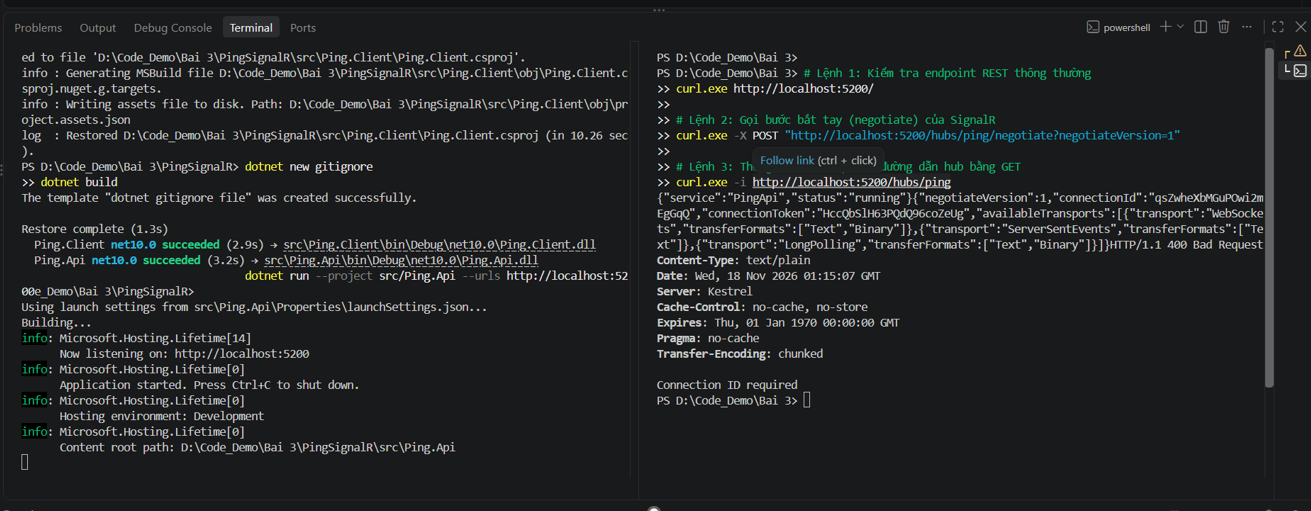 Problems Output Debug Console Terminal Ports
powershell
ed to file 'D:\Code_Demo\Bai 3\PingSignalR\src\Ping.Client\Ping.Client.csproj'.
info : Generating MSBuild file D:\Code_Demo\Bai 3\PingSignalR\src\Ping.Client\obj\Ping.Client.c
sproj.nuget.g.targets.
info : Writing assets file to disk. Path: D:\Code_Demo\Bai 3\PingSignalR\src\Ping.Client\obj\pr
oject.assets.json
log  : Restored D:\Code_Demo\Bai 3\PingSignalR\src\Ping.Client\Ping.Client.csproj (in 10.26 sec
).
PS D:\Code_Demo\Bai 3\PingSignalR> dotnet new gitignore
>> dotnet build
The template "dotnet gitignore file" was created successfully.
Restore complete (1.3s)
Ping.Client net10.0 succeeded (2.9s) → src\Ping.Client\bin\Debug\net10.0\Ping.Client.dll
Ping.Api net10.0 succeeded (3.2s) → src\Ping.Api\bin\Debug\net10.0\Ping.Api.dll
dotnet run --project src/Ping.Api --urls http://localhost:52
00e_Demo\Bai 3\PingSignalR>
Using launch settings from src\Ping.Api\Properties\launchSettings.json...
Building...
info: Microsoft.Hosting.Lifetime[14]
Now listening on: http://localhost:5200
info: Microsoft.Hosting.Lifetime[0]
Application started. Press Ctrl+C to shut down.
info: Microsoft.Hosting.Lifetime[0]
Hosting environment: Development
info: Microsoft.Hosting.Lifetime[0]
Content root path: D:\Code_Demo\Bai 3\PingSignalR\src\Ping.Api
PS D:\Code_Demo\Bai 3>
PS D:\Code_Demo\Bai 3> # Lệnh 1: Kiểm tra endpoint REST thông thường
>> curl.exe http://localhost:5200/
>>
>> # Lệnh 2: Gọi bước bắt tay (negotiate) của SignalR
>> curl.exe -X POST "http://localhost:5200/hubs/ping/negotiate?negotiateVersion=1"
>>
Follow link (ctrl + click)
>> # Lệnh 3: Th ường dẫn hub bằng GET
>> curl.exe -i http://localhost:5200/hubs/ping
{"service":"PingApi","status":"running"}{"negotiateVersion":1,"connectionId":"qsZwheXbMGuPOwi2m
EgGqQ","connectionToken":"HccQbSlH63PQdQ96coZeUg","availableTransports":[{"transport":"WebSocke
ts","transferFormats":["Text","Binary"]},{"transport":"ServerSentEvents","transferFormats":["Te
xt"]},{"transport":"LongPolling","transferFormats":["Text","Binary"]}]}HTTP/1.1 400 Bad Request
Content-Type: text/plain
Date: Wed, 18 Nov 2026 01:15:07 GMT
Server: Kestrel
Cache-Control: no-cache, no-store
Expires: Thu, 01 Jan 1970 00:00:00 GMT
Pragma: no-cache
Transfer-Encoding: chunked
Connection ID required
PS D:\Code_Demo\Bai 3>